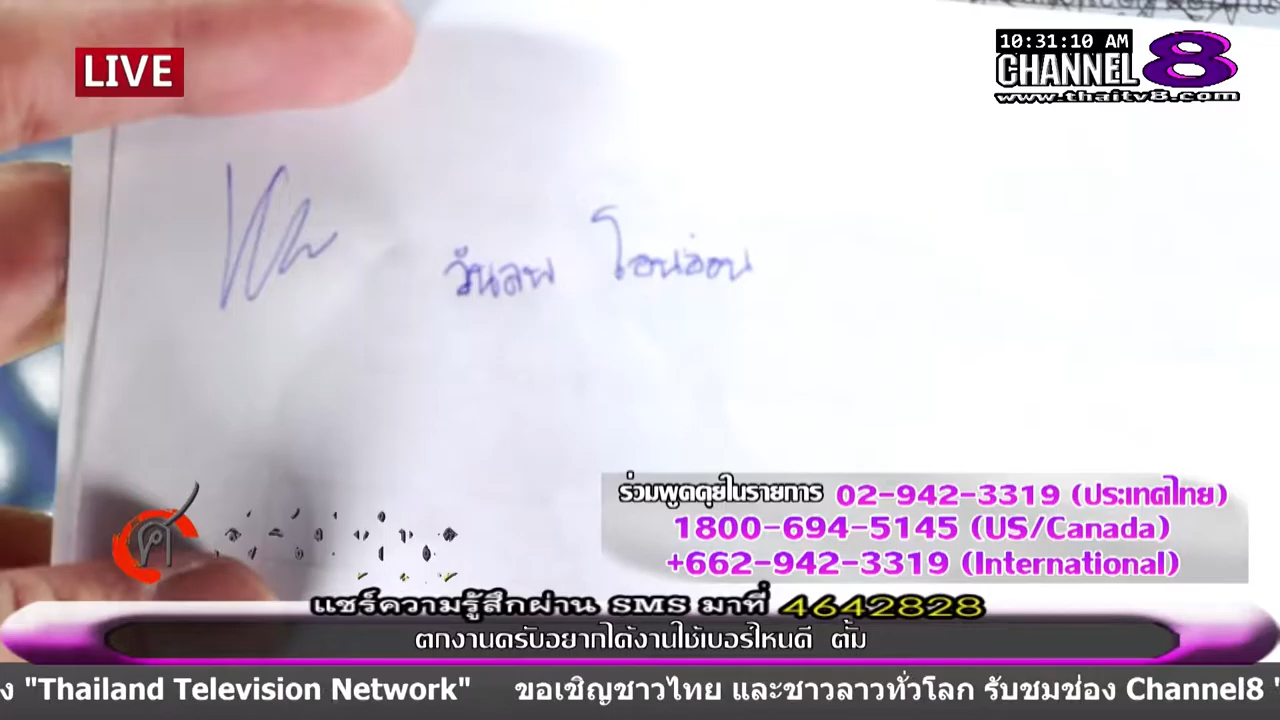 LIVE
10:31:10 AM
CHANNEL 8
www.thaitv8.com
วันลพ โอนอ่อน
ร่วมพูดคุยในรายการ 02-942-3319 (ประเทศไทย)
1800-694-5145 (US/Canada)
+662-942-3319 (International)
แชร์ความรู้สึกผ่าน SMS มาที่ 4642828
ตกงานครับอยากได้งานใช้เบอร์ไหนดี ตั้ม
ง "Thailand Television Network" ขอเชิญชาวไทย และชาวลาวทั่วโลก รับชมช่อง Channel8 "